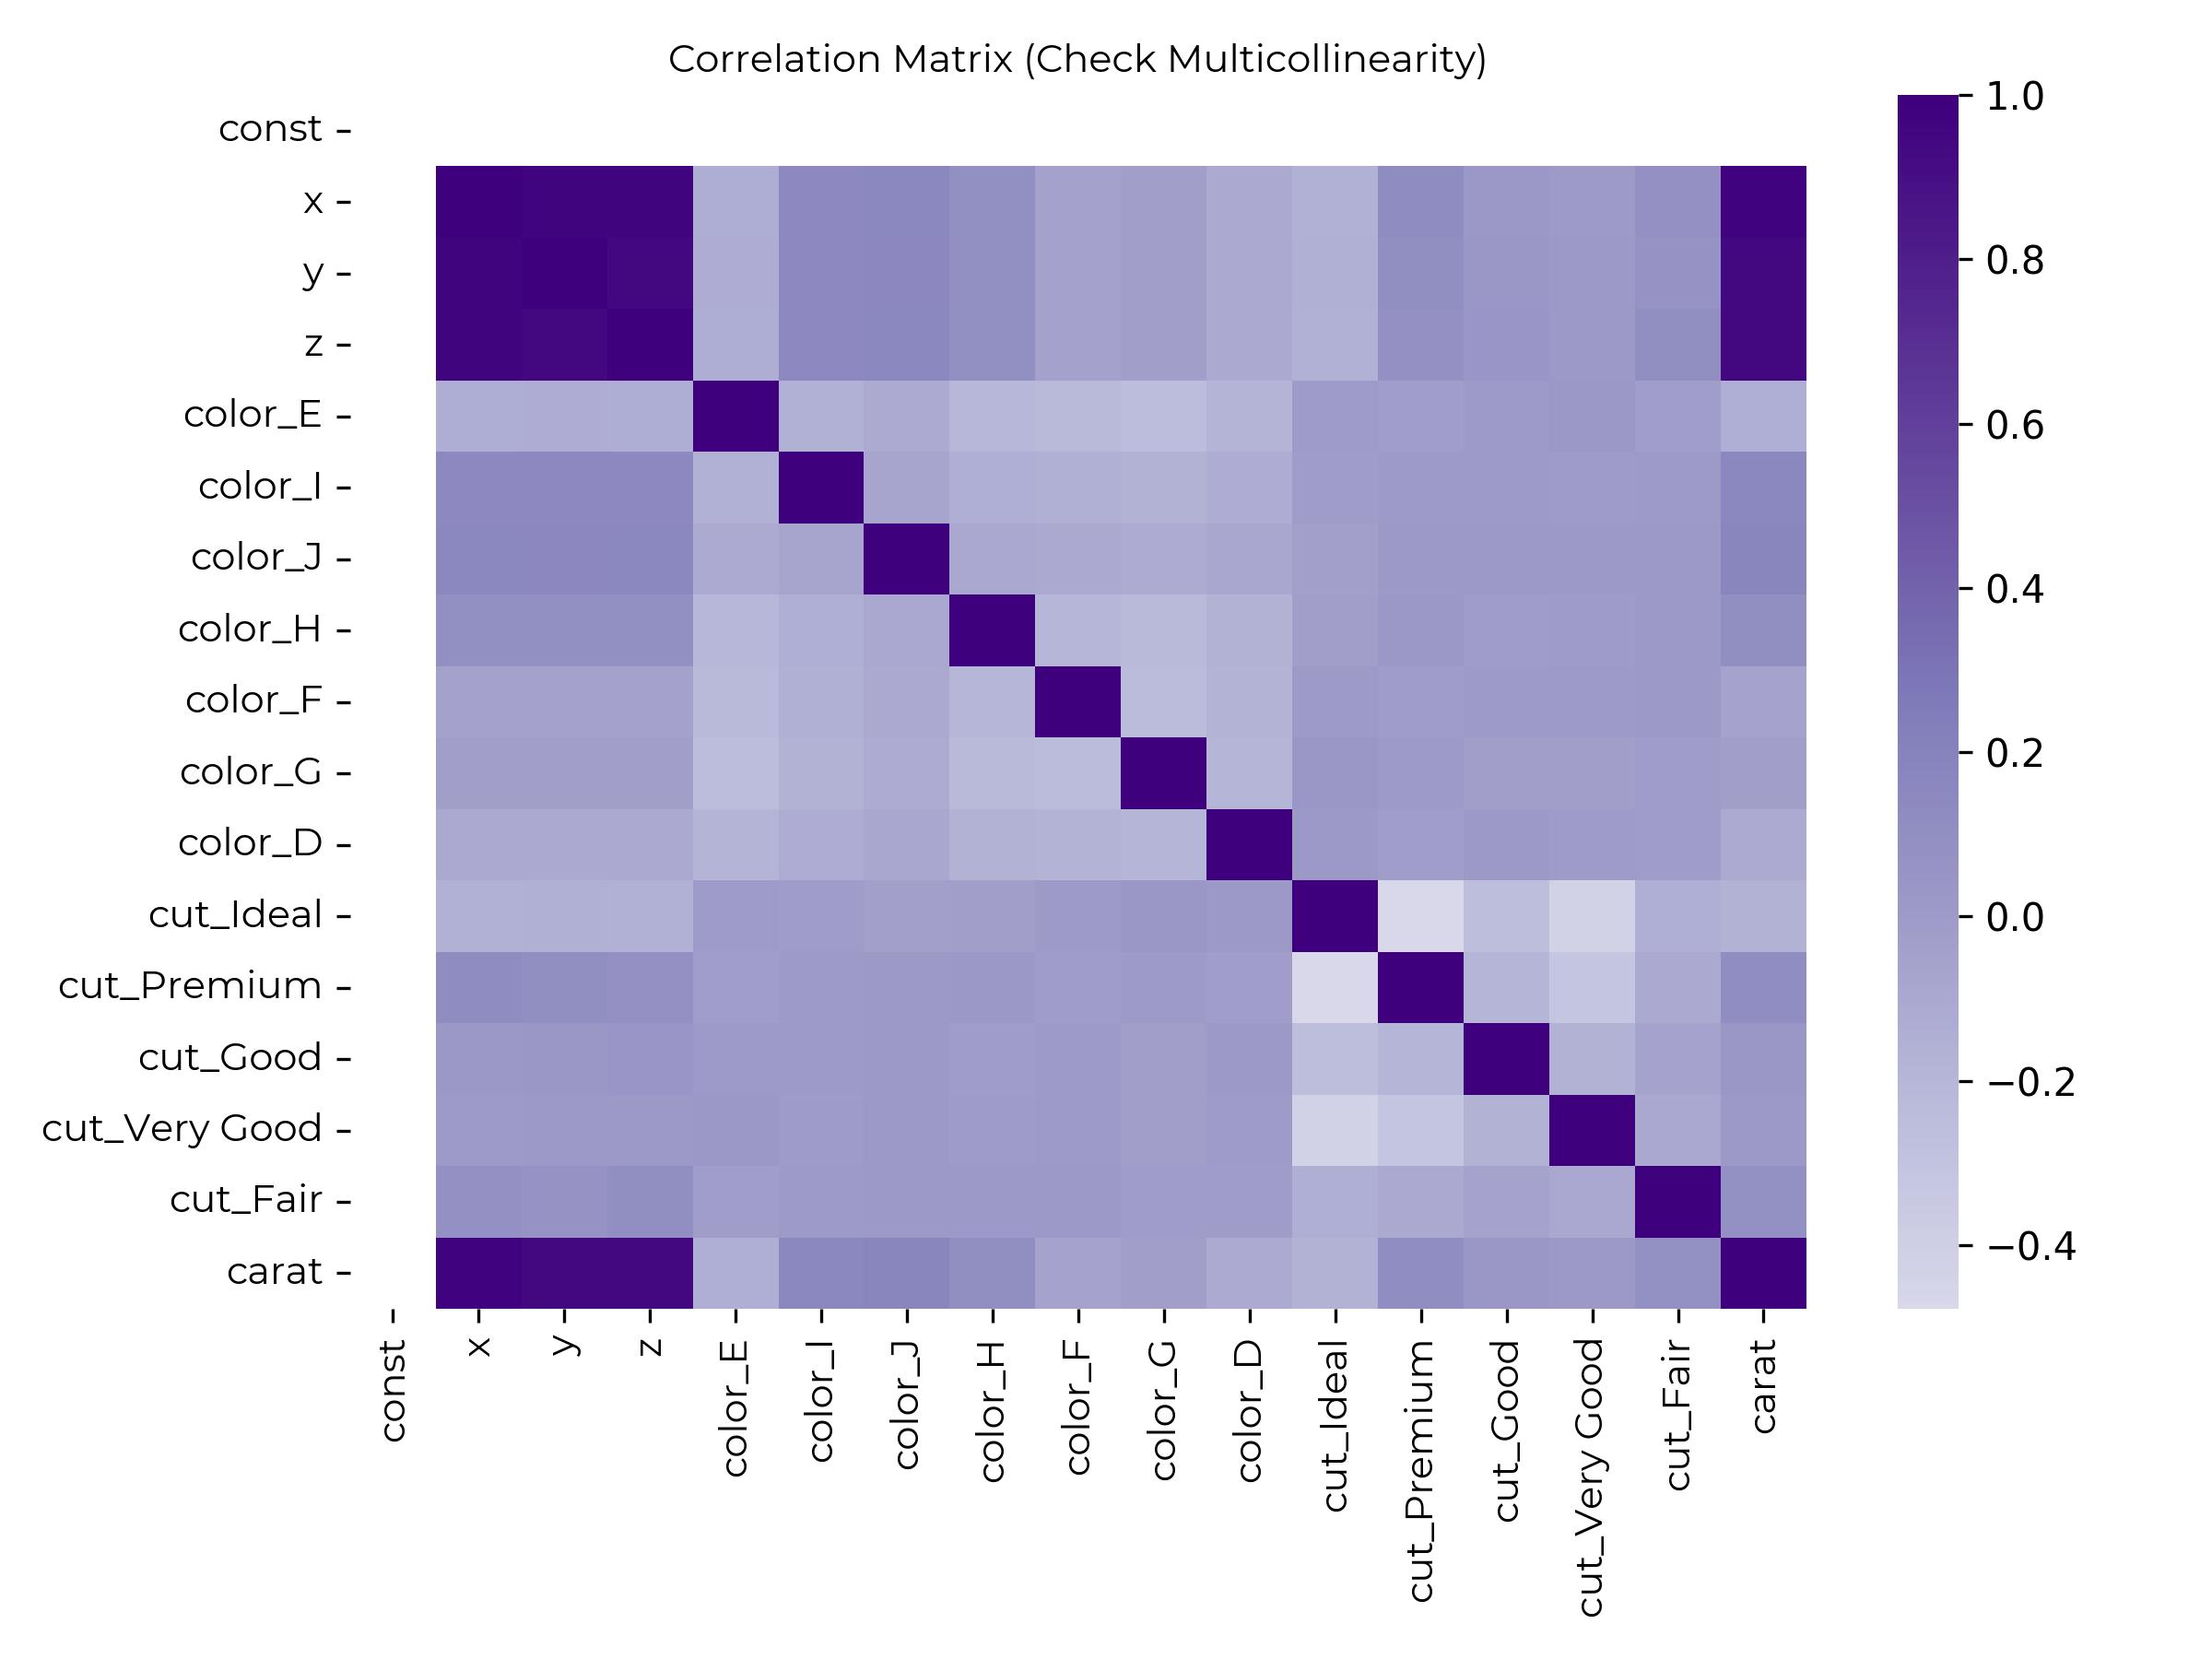 Correlation Matrix (Check Multicollinearity)
const
x
y
z
color_E
color_I
color_J
color_H
color_F
color_G
color_D
cut_Ideal
cut_Premium
cut_Good
cut_Very Good
cut_Fair
carat
const
x
y
z
color_E
color_I
color_J
color_H
color_F
color_G
color_D
cut_Ideal
cut_Premium
cut_Good
cut_Very Good
cut_Fair
carat
1.0
0.8
0.6
0.4
0.2
0.0
−0.2
−0.4